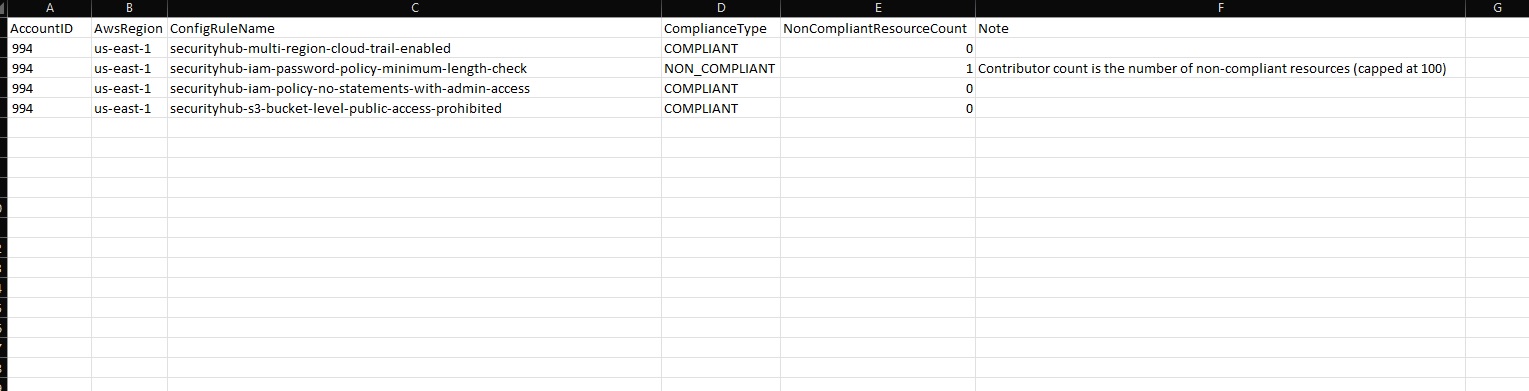 A B C D E F G
AccountID AwsRegion ConfigRuleName ComplianceType NonCompliantResourceCount Note
994 us-east-1 securityhub-multi-region-cloud-trail-enabled COMPLIANT 0
994 us-east-1 securityhub-iam-password-policy-minimum-length-check NON_COMPLIANT 1 Contributor count is the number of non-compliant resources (capped at 100)
994 us-east-1 securityhub-iam-policy-no-statements-with-admin-access COMPLIANT 0
994 us-east-1 securityhub-s3-bucket-level-public-access-prohibited COMPLIANT 0